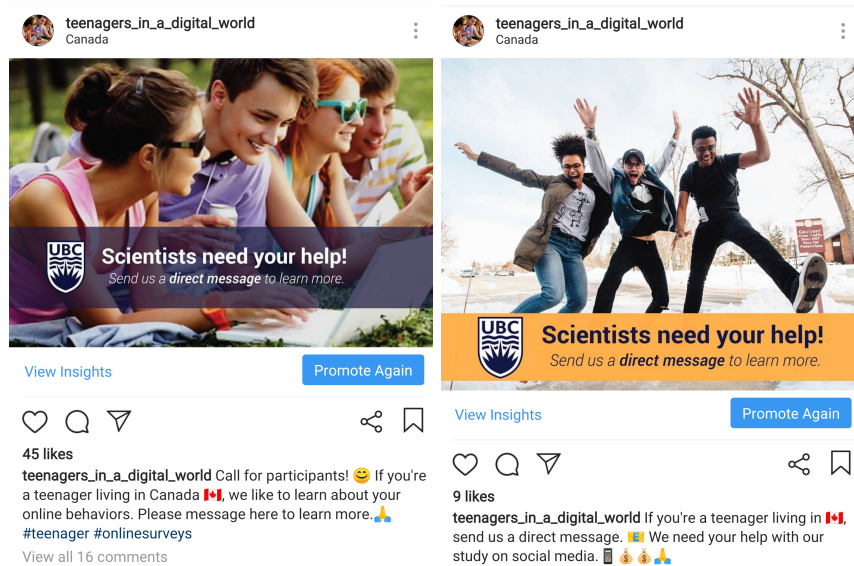 teenagers_in_a_digital_world
Canada
UBC
Scientists need your help!
Send us a direct message to learn more.
View Insights
Promote Again
45 likes
teenagers_in_a_digital_world Call for participants! 😊 If you're
a teenager living in Canada 🇨🇦, we like to learn about your
online behaviors. Please message here to learn more.🙏
#teenager #onlinesurveys
View all 16 comments
teenagers_in_a_digital_world
Canada
UBC
Scientists need your help!
Send us a direct message to learn more.
View Insights
Promote Again
9 likes
teenagers_in_a_digital_world If you're a teenager living in 🇨🇦,
send us a direct message. 📧 We need your help with our
study on social media. 📱💰💰🙏